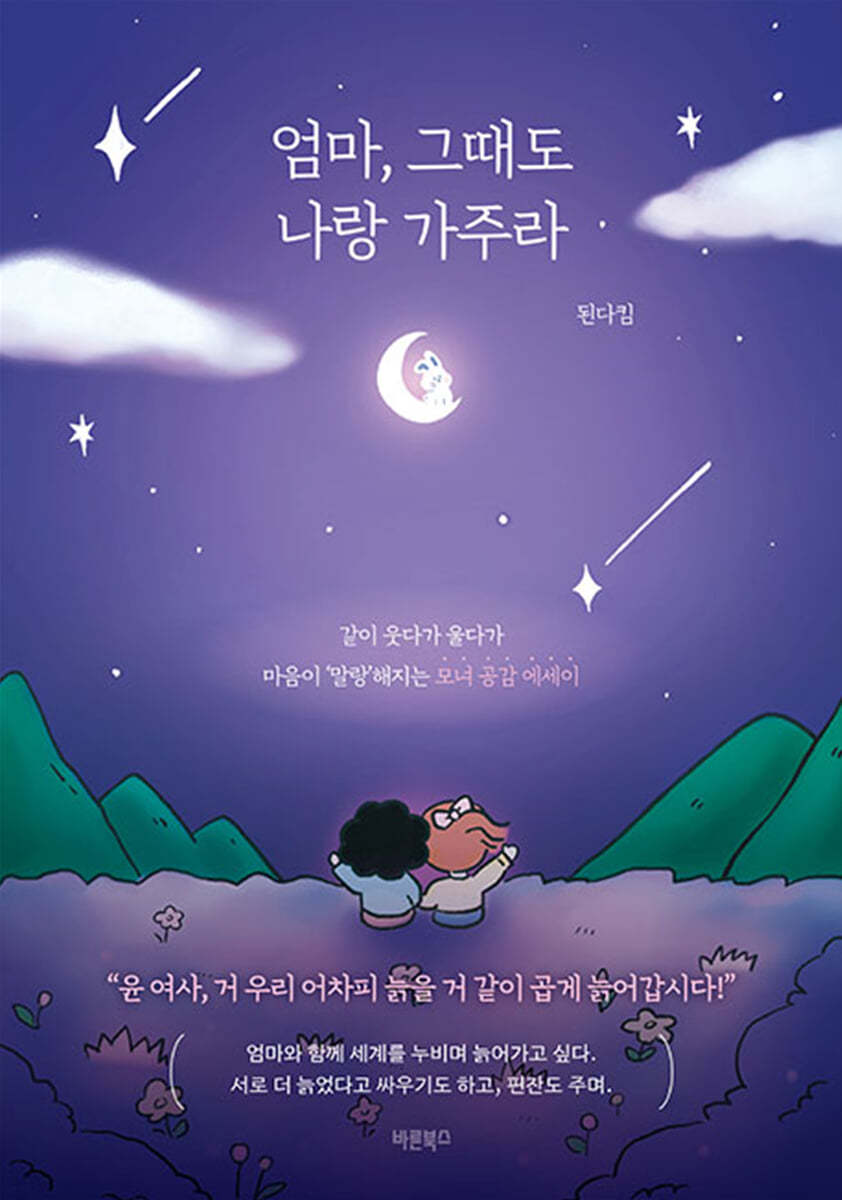 엄마, 그때도
나랑 가주라
된다킴
같이 웃다가 울다가
마음이 ‘말랑’해지는 모녀 공감 에세이
“윤 여사, 거 우리 어차피 늙을 거 같이 곱게 늙어갑시다!”
엄마와 함께 세계를 누비며 늙어가고 싶다.
서로 더 늙었다고 싸우기도 하고, 핀잔도 주며.
바른북스